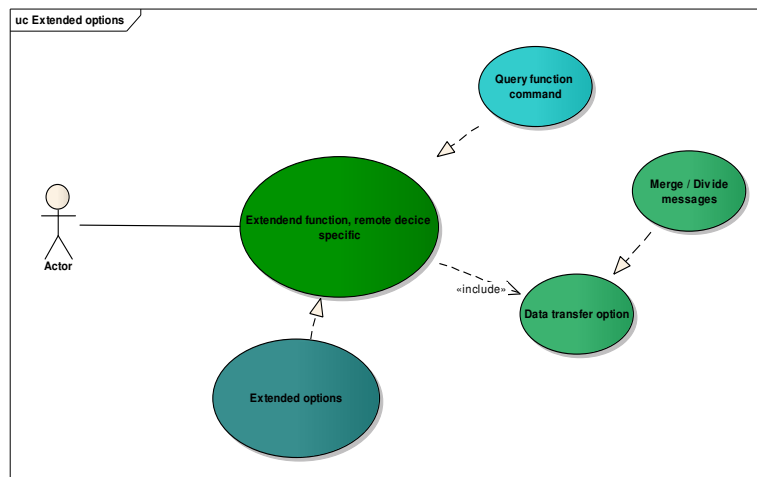 uc Extended options
Query function
command
Merge / Divide
messages
Extendend function, remote decice
specific
Actor
«include»
Data transfer option
Extended options